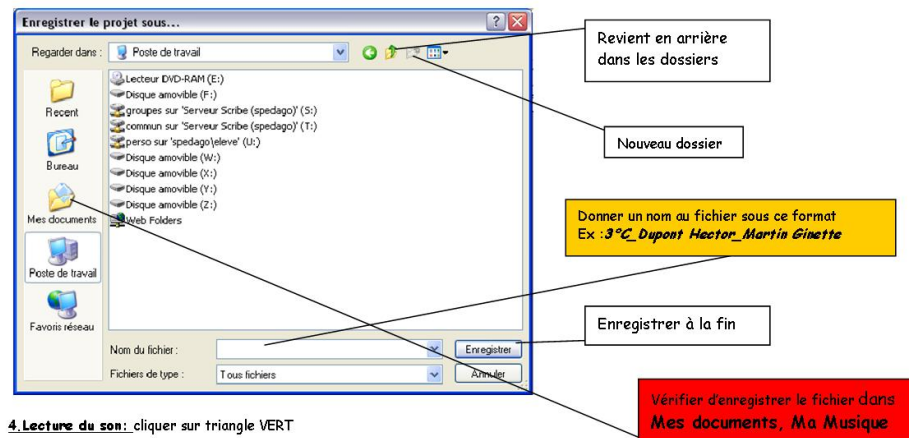 Enregistrer le projet sous...
Regarder dans :
Poste de travail
Recent
Bureau
Mes documents
Poste de travail
Favoris réseau
Lecteur DVD-RAM (E:)
Disque amovible (F:)
groupes sur 'Serveur Scribe (spedago)' (S:)
commun sur 'Serveur Scribe (spedago)' (T:)
perso sur 'spedago\eleve' (U:)
Disque amovible (W:)
Disque amovible (X:)
Disque amovible (Y:)
Disque amovible (Z:)
Web Folders
Nom du fichier :
Enregistrer
Fichiers de type :
Tous fichiers
Annuler
Revient en arrière
dans les dossiers
Nouveau dossier
Donner un nom au fichier sous ce format
Ex :3°C_Dupont Hector_Martin Ginette
Enregistrer à la fin
Vérifier d'enregistrer le fichier dans
Mes documents, Ma Musique
4.Lecture du son: cliquer sur triangle VERT